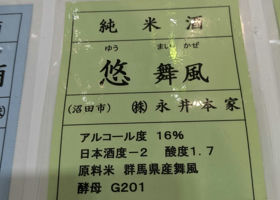 純米酒
ゆう まい かぜ
悠 舞風
(沼田市) ㈱ 永井本家
アルコール度 16%
日本酒度−2 酸度1.7
原料米 群馬県産舞風
酵母 G201
酒
㈱